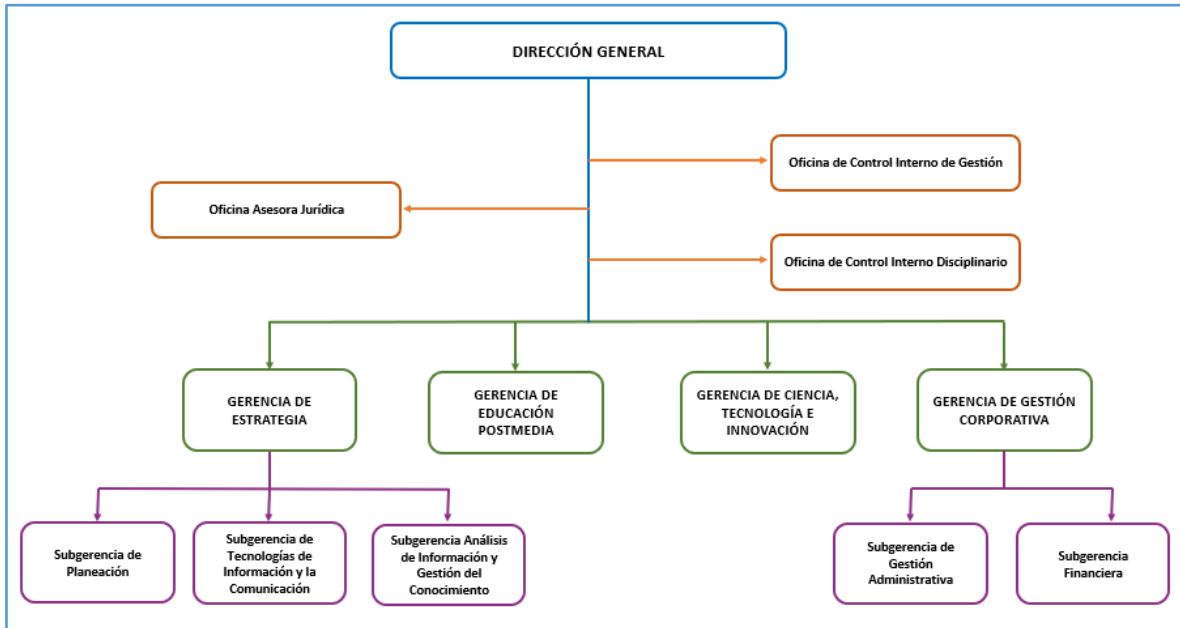 DIRECCIÓN GENERAL
Oficina de Control Interno de Gestión
Oficina Asesora Jurídica
Oficina de Control Interno Disciplinario
GERENCIA DE
ESTRATEGIA
GERENCIA DE
EDUCACIÓN
POSTMEDIA
GERENCIA DE CIENCIA,
TECNOLOGÍA E
INNOVACIÓN
GERENCIA DE GESTIÓN
CORPORATIVA
Subgerencia de
Planeación
Subgerencia de
Tecnologías de
Información y la
Comunicación
Subgerencia Análisis
de Información y
Gestión del
Conocimiento
Subgerencia de
Gestión
Administrativa
Subgerencia
Financiera